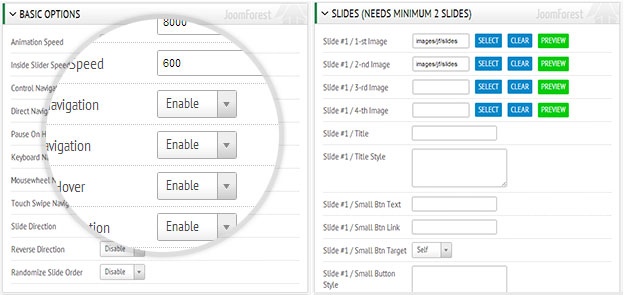 BASIC OPTIONS
JoomForest
Animation Speed
8000
Inside Slider Speed
Speed
600
Control Navigat
avigation
Enable
Direct Navig
Pause On H
avigation
Enable
Keyboard Na
Mousewheel N
Hover
Enable
Touch Swipe Navig
Slide Direction
tion
Enable
Reverse Direction
Disable
Randomize Slide Order
Disable
SLIDES (NEEDS MINIMUM 2 SLIDES)
JoomForest
Slide #1 / 1-st Image images/jf/slides SELECT CLEAR PREVIEW
Slide #1 / 2-nd Image images/jf/slides SELECT CLEAR PREVIEW
Slide #1 / 3-rd Image SELECT CLEAR PREVIEW
Slide #1 / 4-th Image SELECT CLEAR PREVIEW
Slide #1 / Title
Slide #1 / Title Style
Slide #1 / Small Btn Text
Slide #1 / Small Btn Link
Slide #1 / Small Btn Target Self
Slide #1 / Small Button
Style